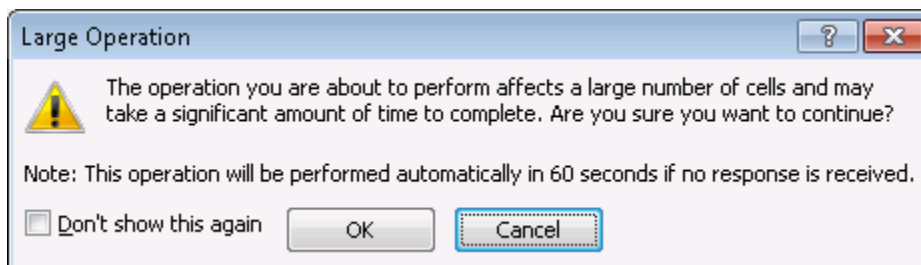 Large Operation
The operation you are about to perform affects a large number of cells and may
take a significant amount of time to complete. Are you sure you want to continue?
Note: This operation will be performed automatically in 60 seconds if no response is received.
Don't show this again OK Cancel